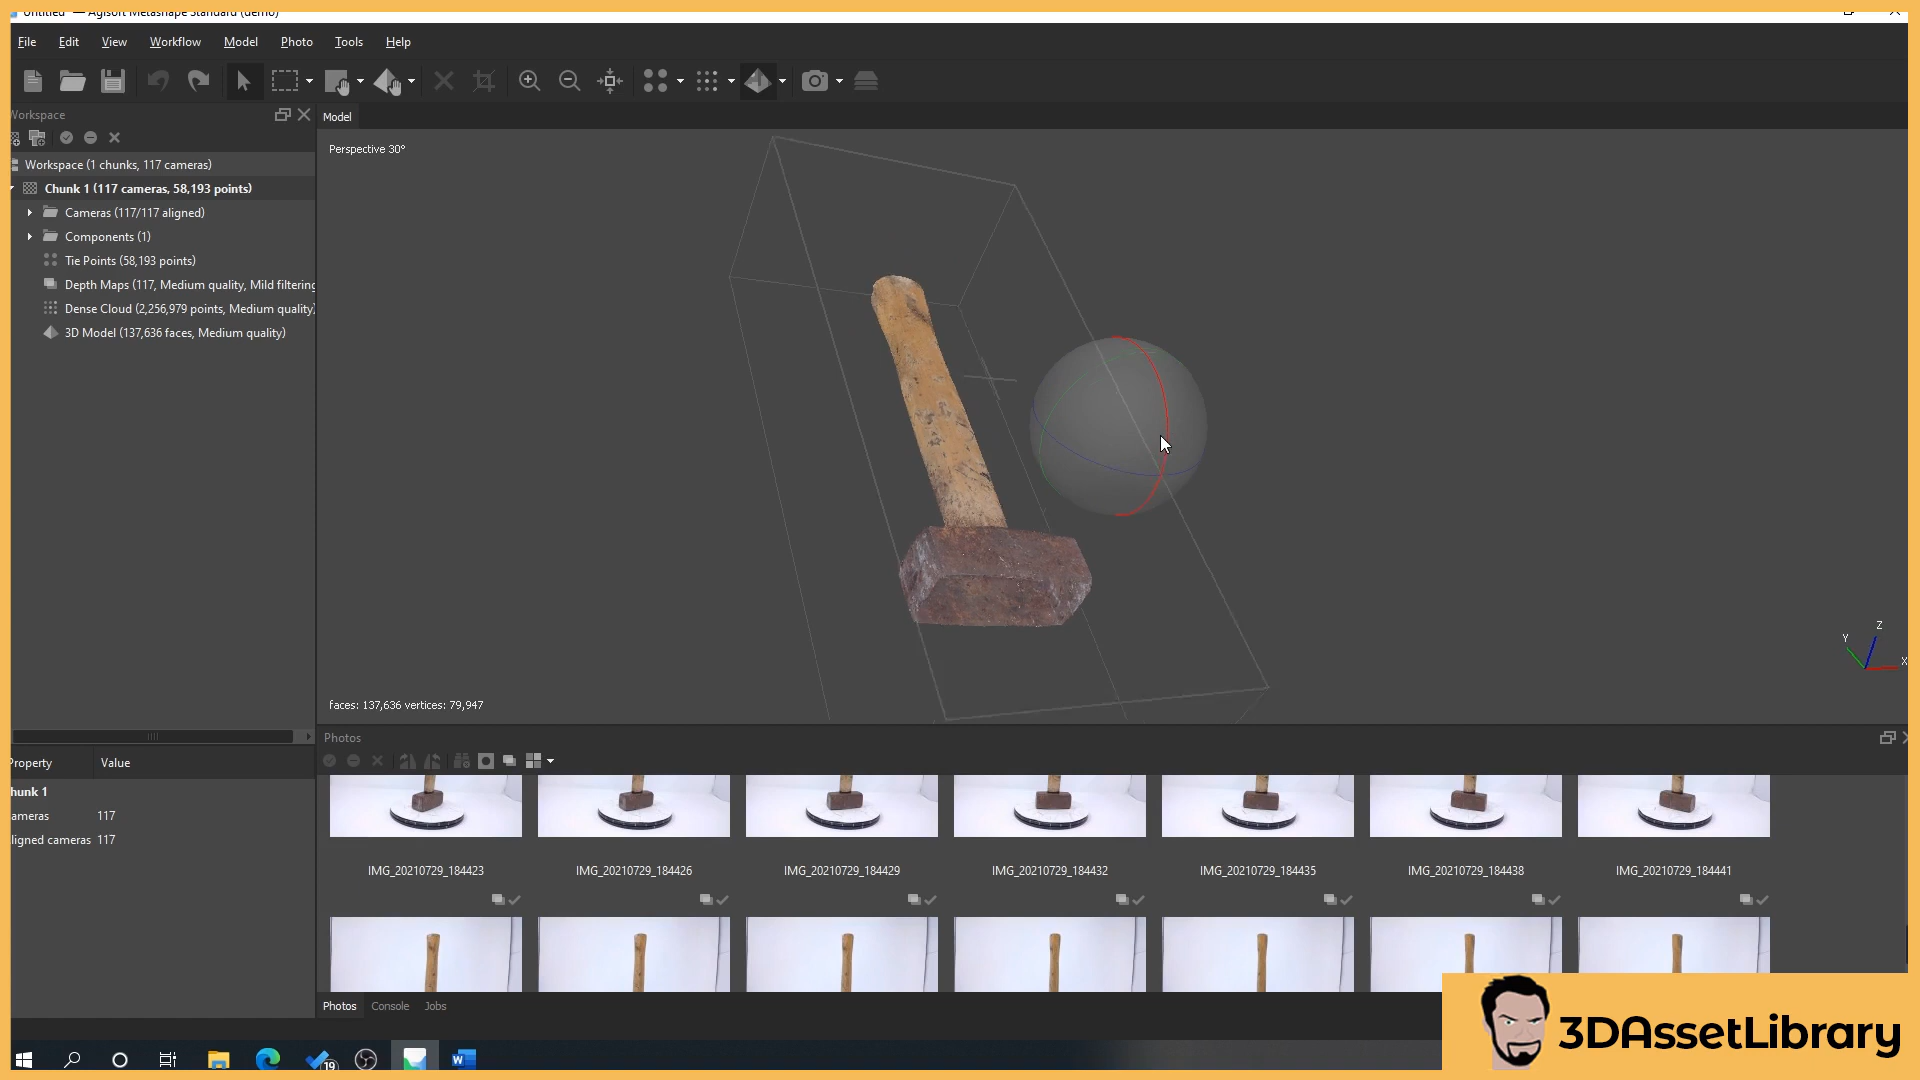 Untitled — Agisoft Metashape Standard (demo)
File Edit View Workflow Model Photo Tools Help
Workspace
Model
Perspective 30°
Workspace (1 chunks, 117 cameras)
Chunk 1 (117 cameras, 58,193 points)
Cameras (117/117 aligned)
Components (1)
Tie Points (58,193 points)
Depth Maps (117, Medium quality, Mild filtering
Dense Cloud (2,256,979 points, Medium quality)
3D Model (137,636 faces, Medium quality)
Z
Y
X
faces: 137,636 vertices: 79,947
Photos
Property Value
hunk 1
ameras 117
ligned cameras 117
IMG_20210729_184423 IMG_20210729_184426 IMG_20210729_184429 IMG_20210729_184432 IMG_20210729_184435 IMG_20210729_184438 IMG_20210729_184441
Photos Console Jobs
3DAssetLibrary
19
W